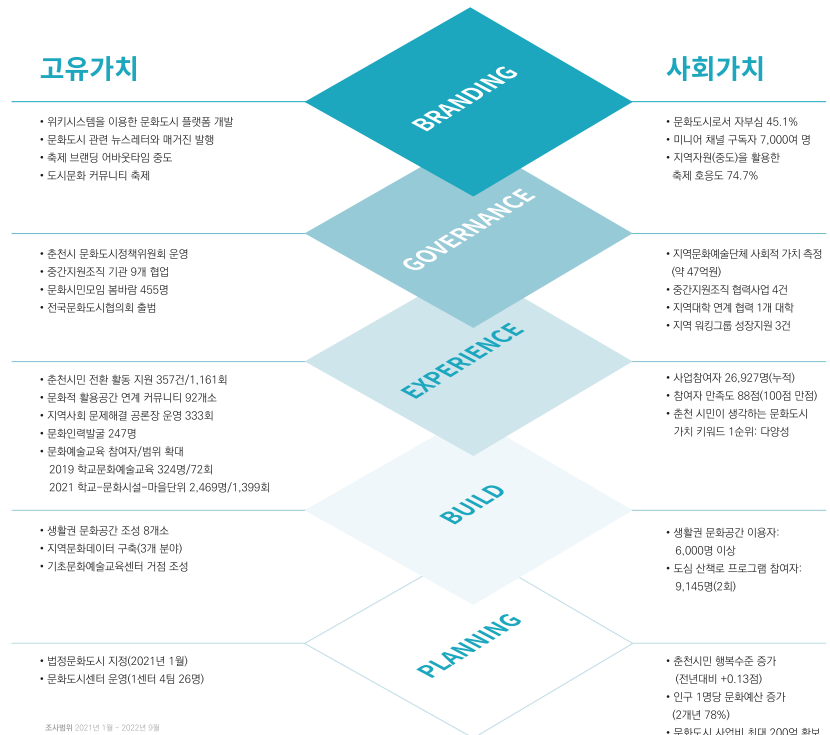 고유가치
사회가치
BRANDING
• 위키시스템을 이용한 문화도시 플랫폼 개발
• 문화도시 관련 뉴스레터와 매거진 발행
• 축제 브랜딩 어바웃타임 중도
• 도시문화 커뮤니티 축제
• 문화도시로서 자부심 45.1%
• 미니어 채널 구독자 7,000여 명
• 지역자원(중도)을 활용한
축제 호응도 74.7%
GOVERNANCE
• 춘천시 문화도시정책위원회 운영
• 중간지원조직 기관 9개 협업
• 문화시민모임 봄바람 455명
• 전국문화도시협의회 출범
• 지역문화예술단체 사회적 가치 측정
(약 47억원)
• 중간지원조직 협력사업 4건
• 지역대학 연계 협력 1개 대학
• 지역 워킹그룹 성장지원 3건
EXPERIENCE
• 춘천시민 전환 활동 지원 357건/1,161회
• 문화적 활용공간 연계 커뮤니티 92개소
• 지역사회 문제해결 공론장 운영 333회
• 문화인력발굴 247명
• 문화예술교육 참여자/범위 확대
2019 학교문화예술교육 324명/72회
2021 학교-문화시설-마을단위 2,469명/1,399회
• 사업참여자 26,927명(누적)
• 참여자 만족도 88점(100점 만점)
• 춘천 시민이 생각하는 문화도시
가치 키워드 1순위: 다양성
BUILD
• 생활권 문화공간 조성 8개소
• 지역문화데이터 구축(3개 분야)
• 기초문화예술교육센터 거점 조성
• 생활권 문화공간 이용자:
6,000명 이상
• 도심 산책로 프로그램 참여자:
9,145명(2회)
PLANNING
• 법정문화도시 지정(2021년 1월)
• 문화도시센터 운영(1센터 4팀 26명)
• 춘천시민 행복수준 증가
(전년대비 +0.13점)
• 인구 1명당 문화예산 증가
(2개년 78%)
• 문화도시 사업비 최대 200억 확보
조사범위 2021년 1월 - 2022년 9월